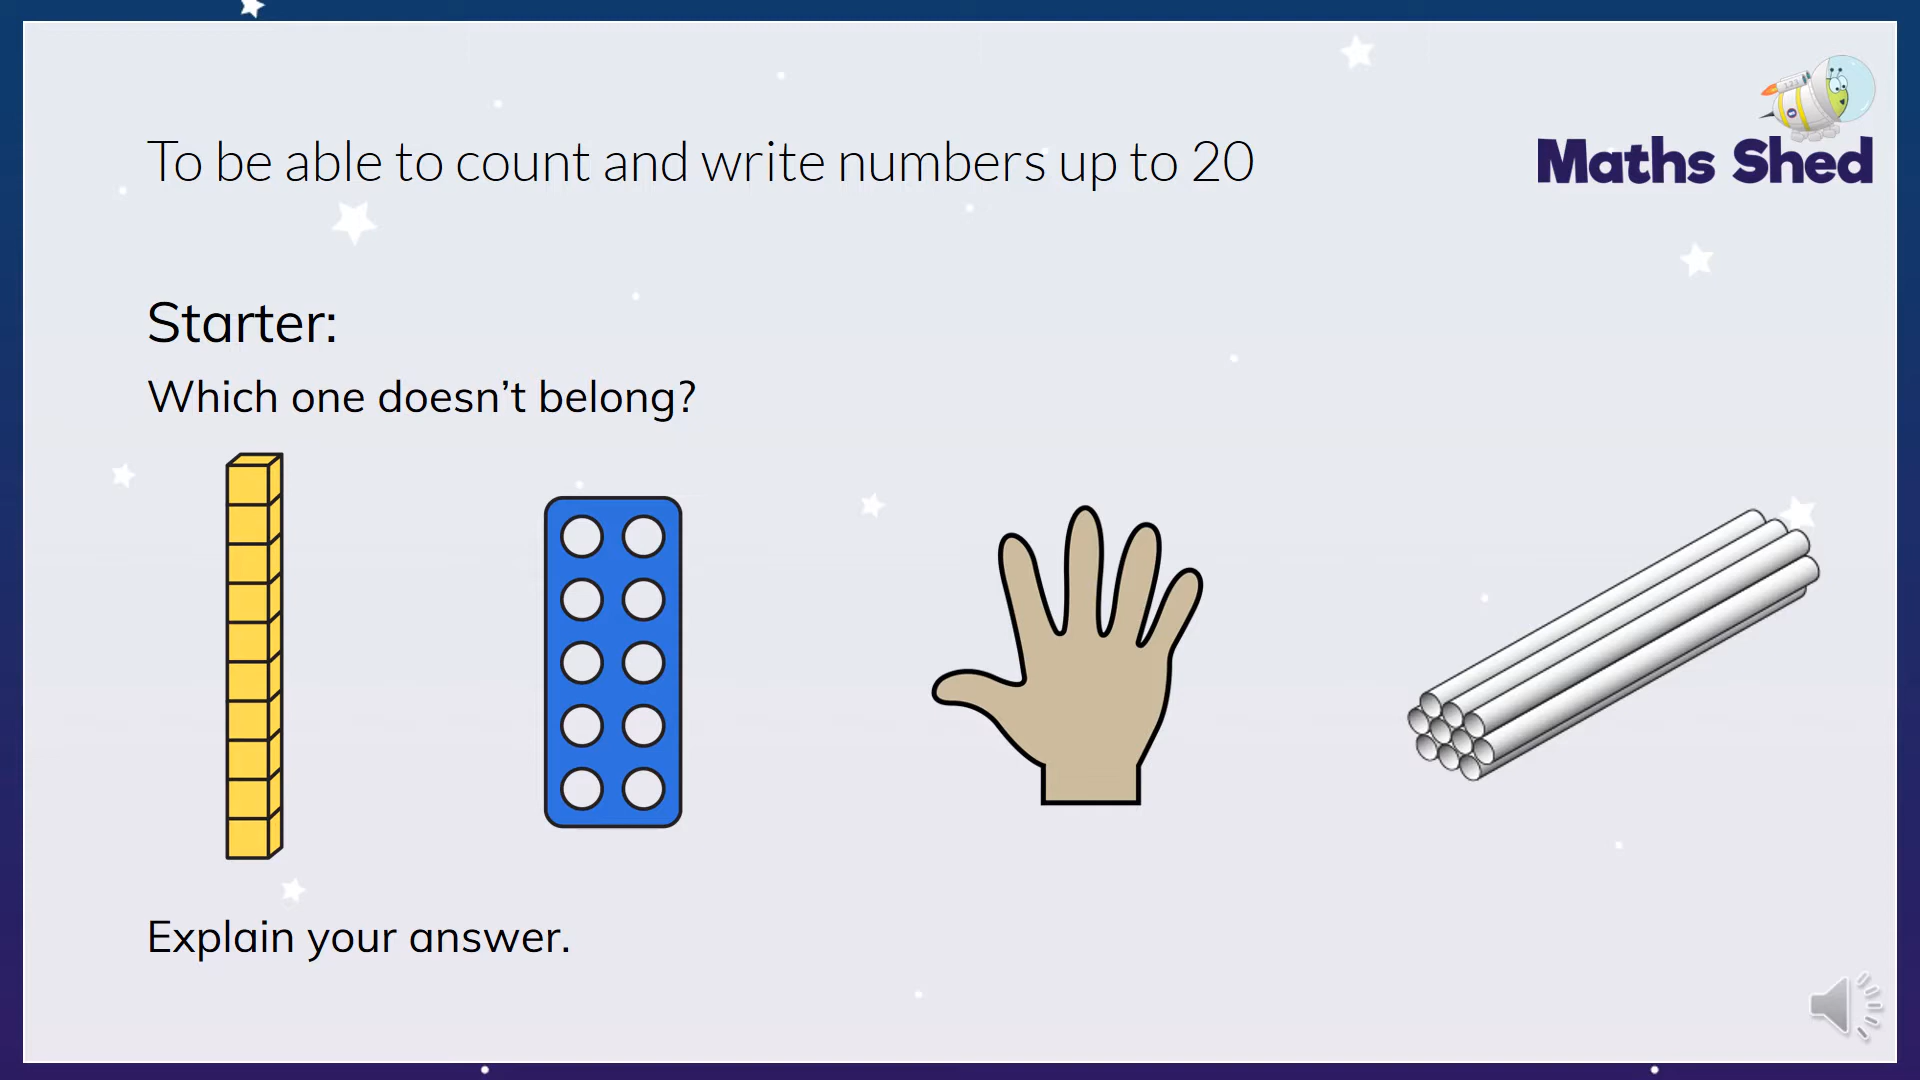 To be able to count and write numbers up to 20
Maths Shed
Starter:
Which one doesn’t belong?
Explain your answer.